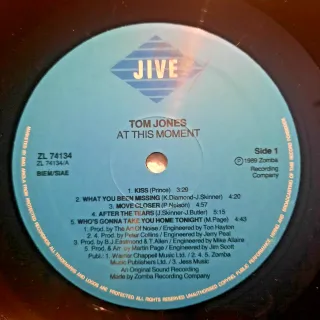 JIVE
TOM JONES
AT THIS MOMENT
ZL 74134
ZL 74134/A
BIEM/SIAE
Side 1
℗ 1989 Zomba
Recording
Company
1. KISS (Prince) 3:29
2. WHAT YOU BEEN MISSING (K.Diamond-J.Skinner) 4:20
3. MOVE CLOSER (P.Nelson) 4:57
4. AFTER THE TEARS (J.Skinner-J.Butler) 5:15
5. WHO'S GONNA TAKE YOU HOME TONIGHT (M.Page) 4:43
1. Prod. by The Art Of Noise / Engineered by Ted Hayton
2. 4. Prod. by Peter Collins / Engineered by Jerry Peal
3. Prod. by B.J.Eastmond & T.Allen / Engineered by Mike Allaire
5. Prod. & Arr. by Martin Page / Engineered by Jim Scott
Publ.: 1. Warner Chappell Music Ltd. / 2. 4. 5. Zomba
Music Publishers Ltd. / 3. Jess Music
An Original Sound Recording
Made by Zomba Recording Company